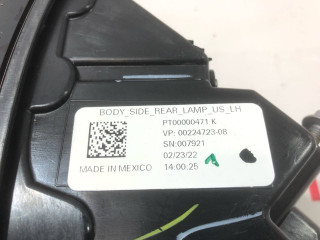 BODY_SIDE_REAR_LAMP_US_LH
PT00000471 K
VP: 00224723-08
SN:007921
02/23/22
MADE IN MEXICO 14:00:25